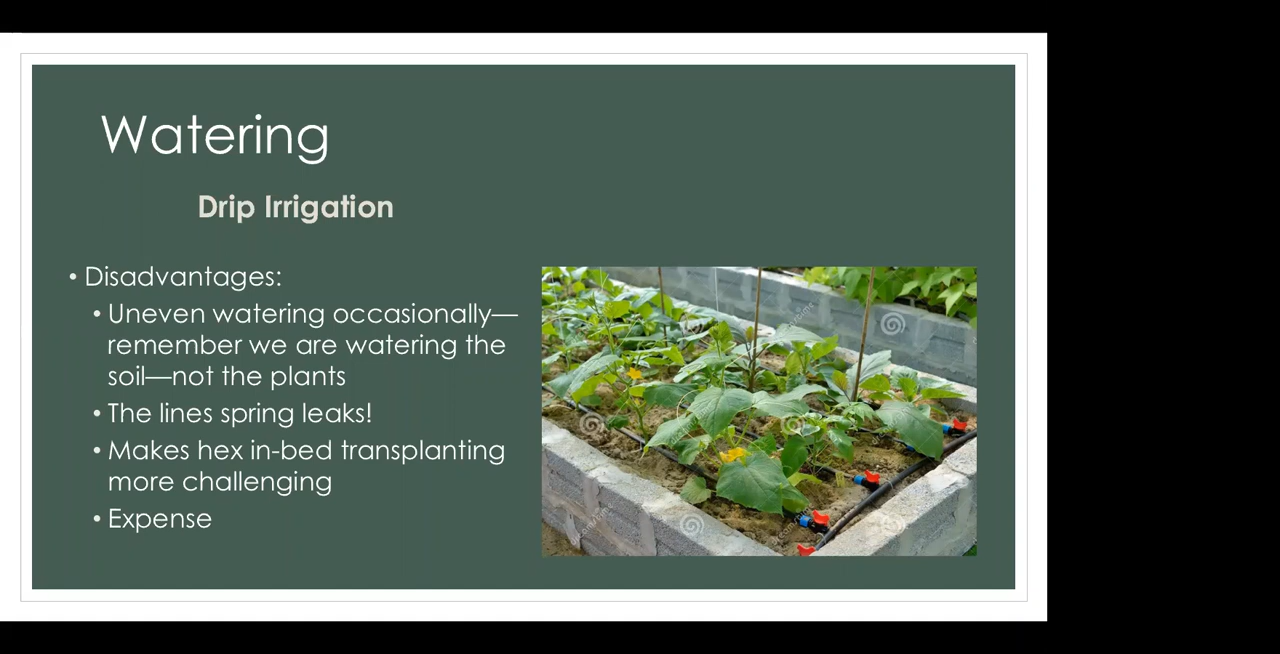 Watering
Drip Irrigation
• Disadvantages:
• Uneven watering occasionally—
remember we are watering the
soil—not the plants
• The lines spring leaks!
• Makes hex in-bed transplanting
more challenging
• Expense